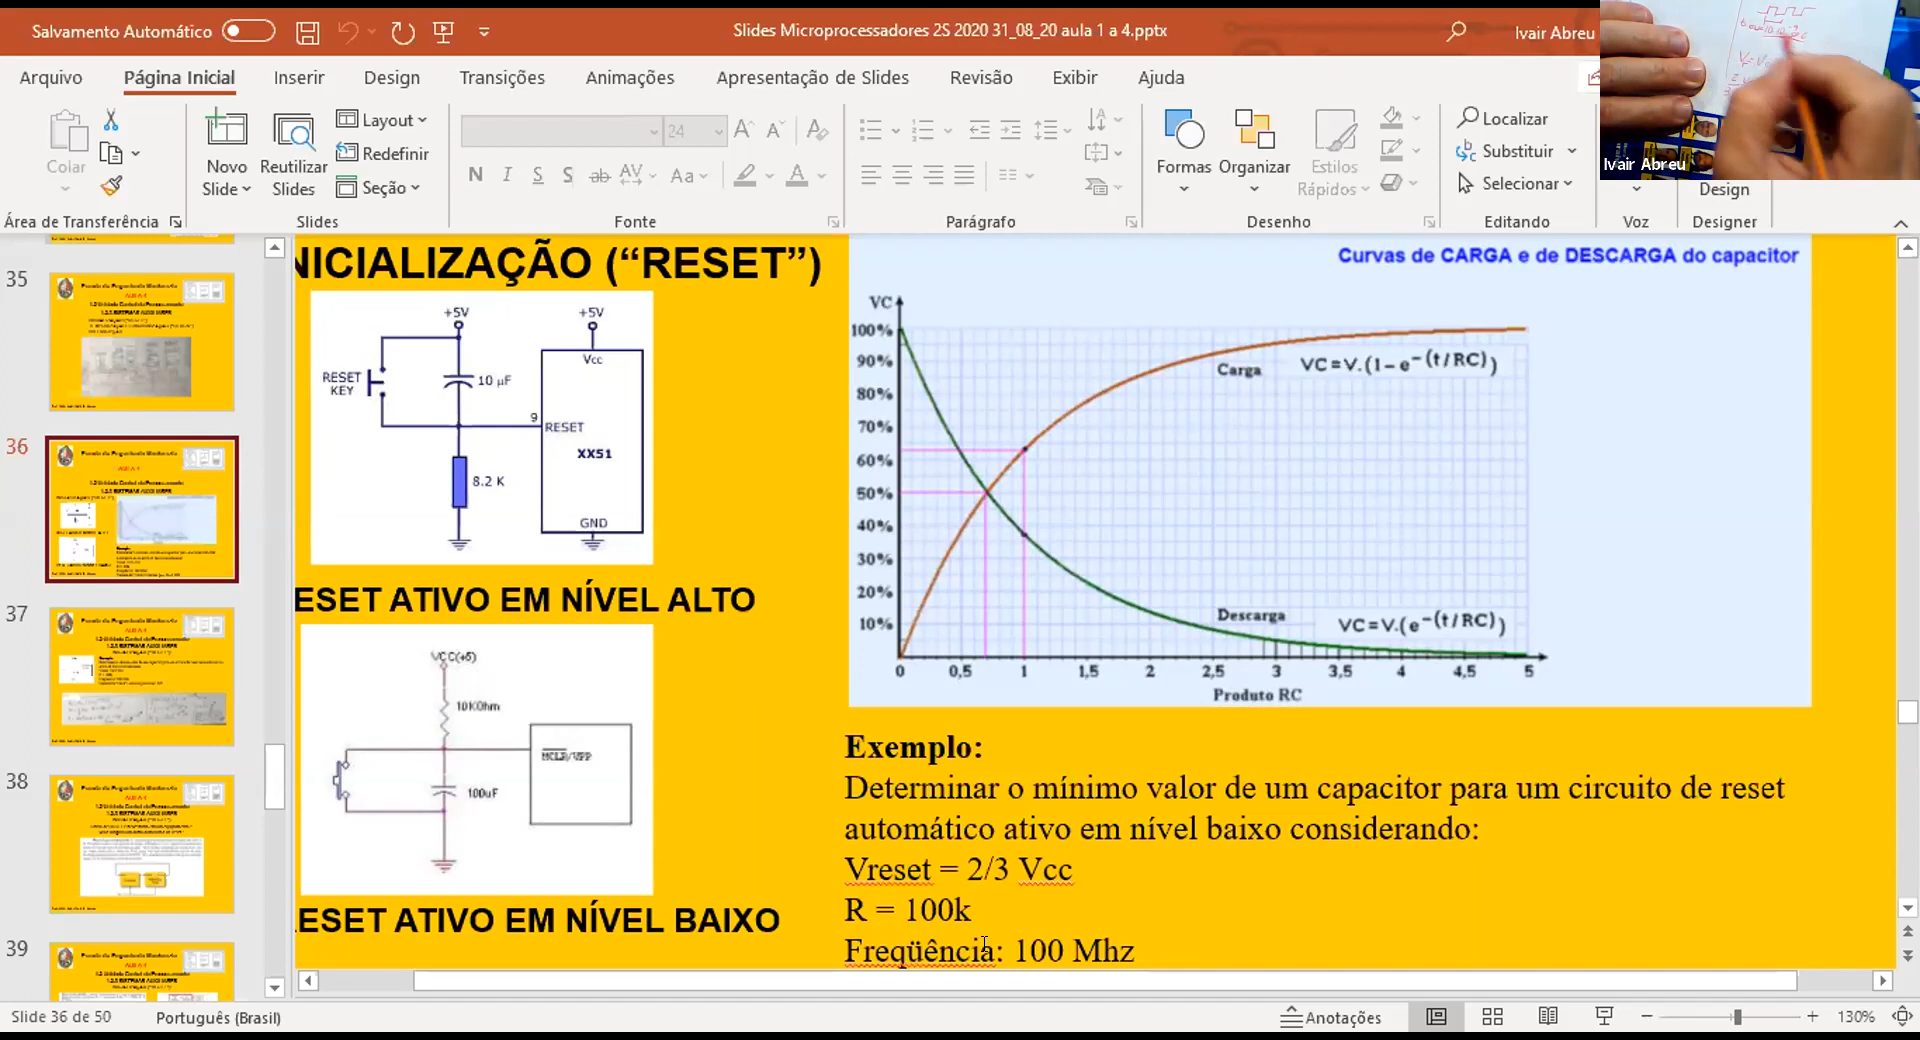 Salvamento Automático
Slides Microprocessadores 2S 2020 31_08_20 aula 1 a 4.pptx
Ivair Abreu
Arquivo
Página Inicial
Inserir
Design
Transições
Animações
Apresentação de Slides
Revisão
Exibir
Ajuda
Colar
Novo
Slide
Reutilizar
Slides
Layout
Redefinir
Seção
24
N I S S ab AV Aa A
Formas
Organizar
Estilos
Rápidos
Localizar
Substituir
Selecionar
Ivair Abreu
Design
Área de Transferência
Slides
Fonte
Parágrafo
Desenho
Editando
Voz
Designer
35
36
37
38
39
NICIALIZAÇÃO (“RESET”)
+5V
+5V
Vcc
RESET
KEY
10 µF
9
RESET
XX51
8.2 K
GND
ESET ATIVO EM NÍVEL ALTO
VCC(+5)
10KOhm
MCLR/VPP
100uF
ESET ATIVO EM NÍVEL BAIXO
Curvas de CARGA e de DESCARGA do capacitor
VC
100%
90%
80%
70%
60%
50%
40%
30%
20%
10%
Carga
VC=V.(1-e-(t/RC))
Descarga
VC=V.(e-(t/RC))
0 0,5 1 1,5 2 2,5 3 3,5 4 4,5 5
Produto RC
Exemplo:
Determinar o mínimo valor de um capacitor para um circuito de reset
automático ativo em nível baixo considerando:
Vreset = 2/3 Vcc
R = 100k
Freqüência: 100 Mhz
Slide 36 de 50
Português (Brasil)
Anotações
130%